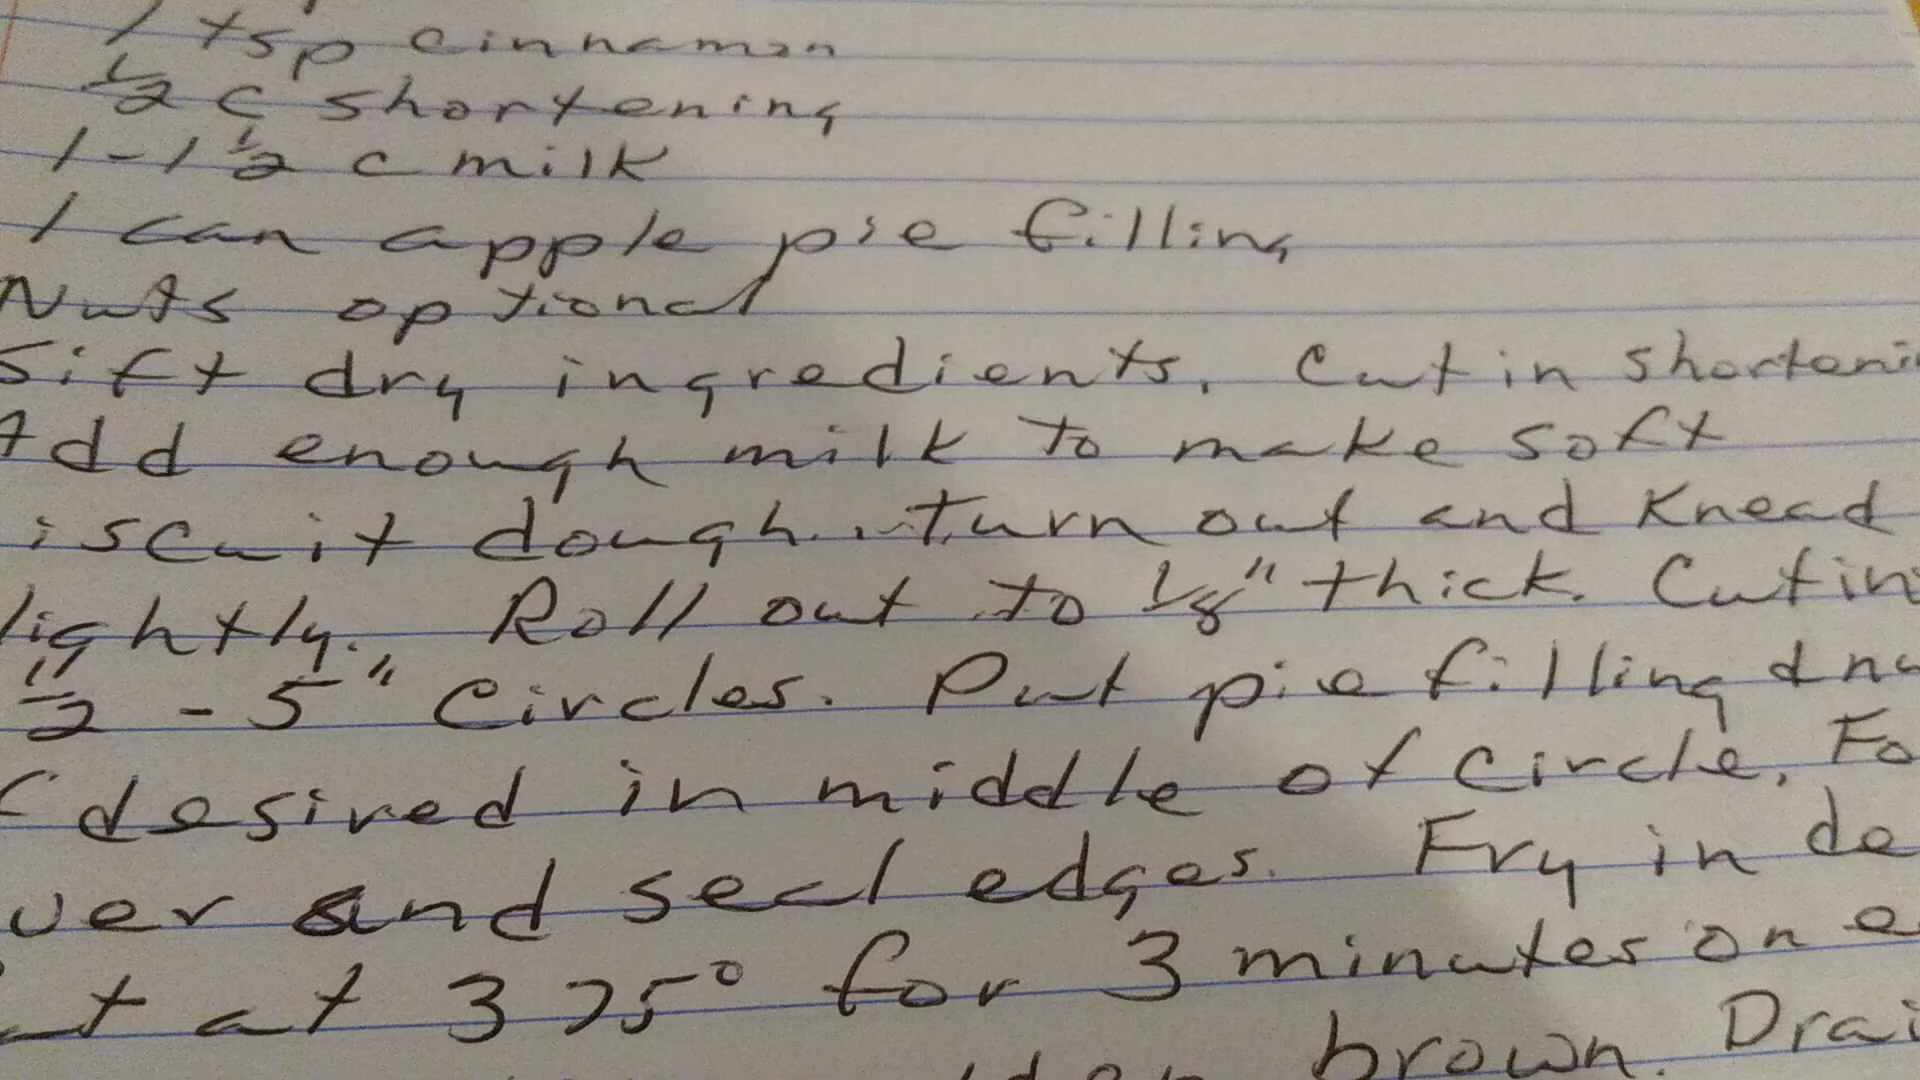 1 tsp cinnamon
1/2 c shortening
1-1 1/2 c milk
1 can apple pie filling
Nuts optional
Sift dry ingredients. Cut in shorteni
Add enough milk to make soft
iscuit dough. Turn out and Knead
lightly. Roll out to 1/8" thick. Cut in
1/2 - 5" Circles. Put pie filling & nu
desired in middle of circle. Fo
ver and seal edges. Fry in de
t at 375° for 3 minutes on e
brown. Drai